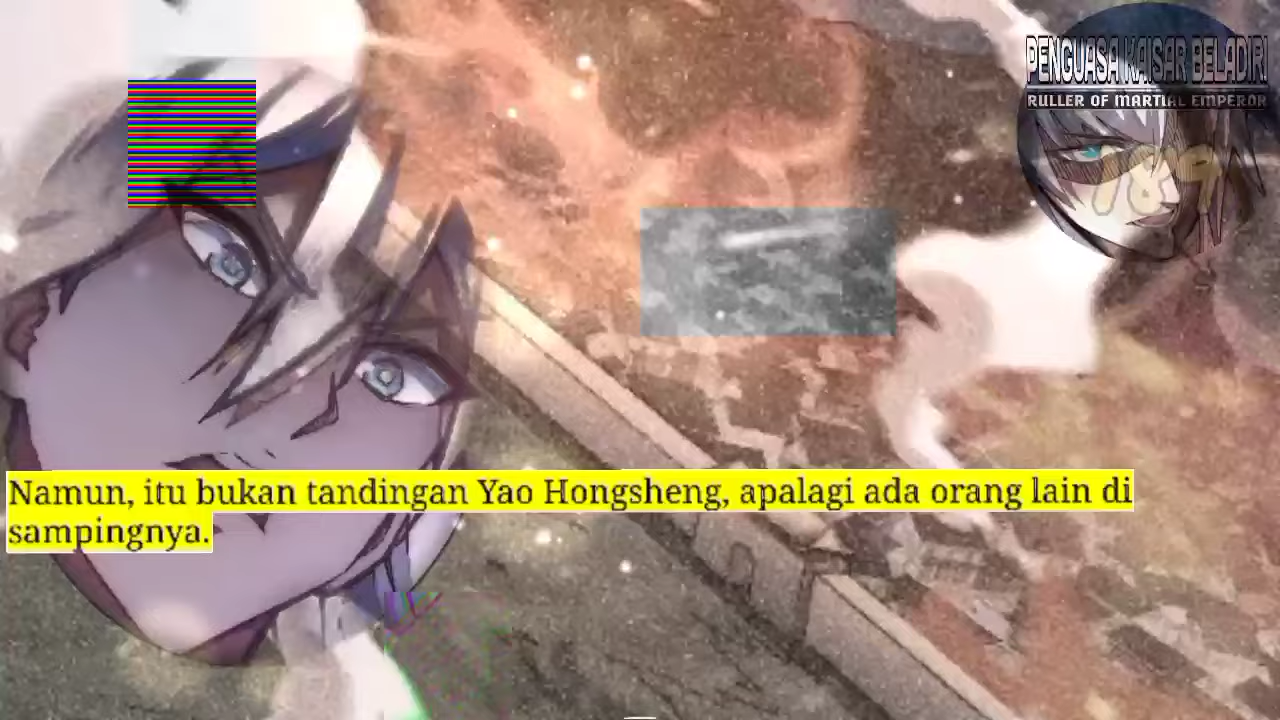 PENGUASA KAISAR BELADIRI
RULLER OF MARTIAL EMPEROR
789
Namun, itu bukan tandingan Yao Hongsheng, apalagi ada orang lain di
sampingnya.